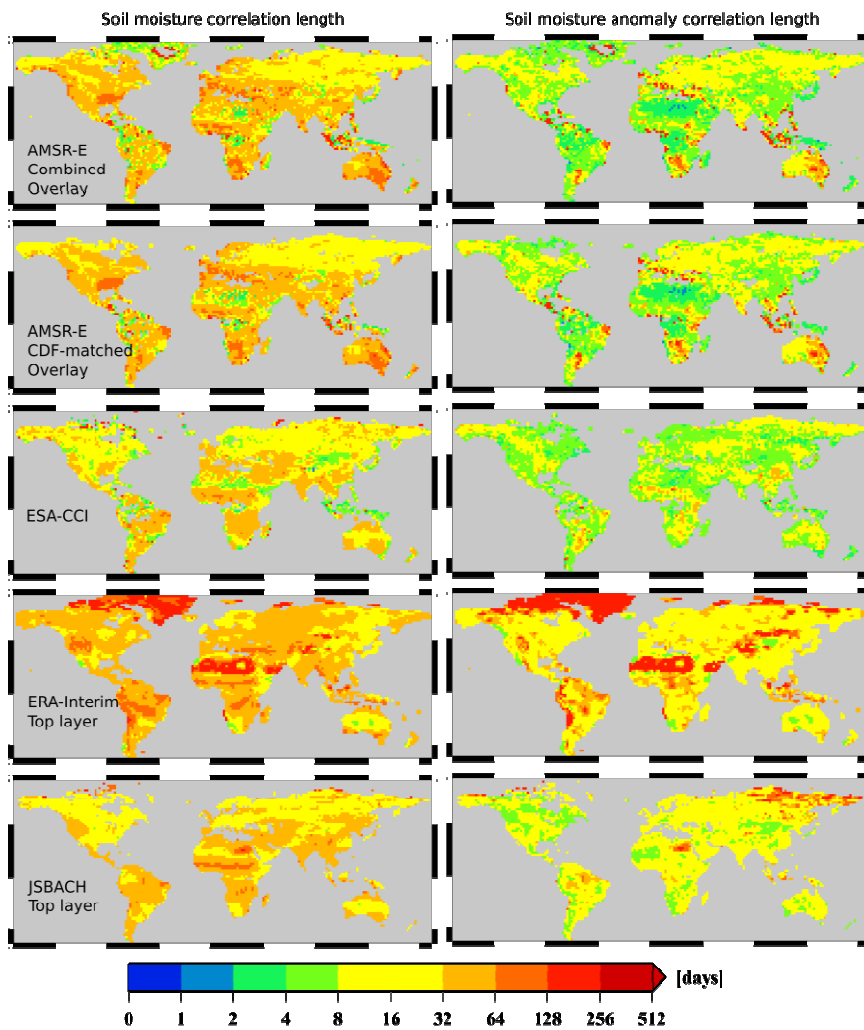 Soil moisture correlation length
Soil moisture anomaly correlation length
AMSR-E
Combined
Overlay
AMSR-E
CDF-matched
Overlay
ESA-CCI
ERA-Interim
Top layer
JSBACH
Top layer
[days]
0 1 2 4 8 16 32 64 128 256 512